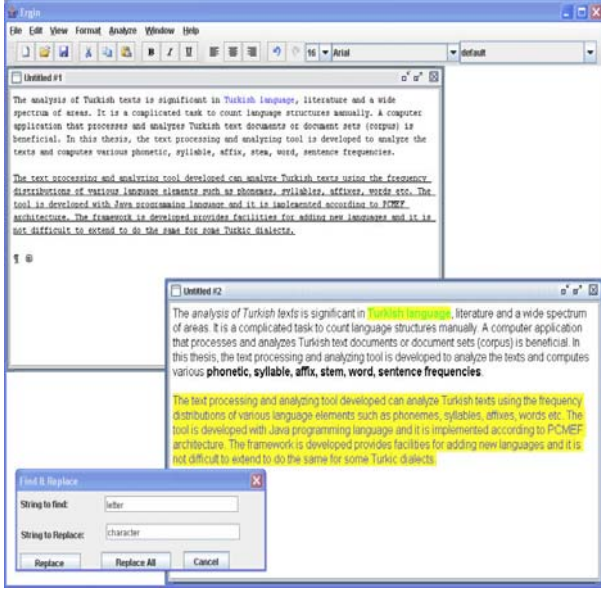 Ergin
File Edit View Format Analyze Window Help
B I U 16 Arial default
Untitled #1
The analysis of Turkish texts is significant in Turkish language, literature and a wide
spectrum of areas. It is a complicated task to count language structures manually. A computer
application that processes and analyzes Turkish text documents or document sets (corpus) is
beneficial. In this thesis, the text processing and analyzing tool is developed to analyze the
texts and computes various phonetic, syllable, affix, stem, word, sentence frequencies.
The text processing and analyzing tool developed can analyze Turkish texts using the frequency
distributions of various language elements such as phonemes, syllables, affixes, words etc. The
tool is developed with Java programming language and it is implemented according to PCMEF
architecture. The framework is developed provides facilities for adding new languages and it is
not difficult to extend to do the same for some Turkic dialects.
¶ @
Untitled #2
The analysis of Turkish texts is significant in Turkish language, literature and a wide spectrum
of areas. It is a complicated task to count language structures manually. A computer application
that processes and analyzes Turkish text documents or document sets (corpus) is beneficial. In
this thesis, the text processing and analyzing tool is developed to analyze the texts and computes
various phonetic, syllable, affix, stem, word, sentence frequencies.
The text processing and analyzing tool developed can analyze Turkish texts using the frequency
distributions of various language elements such as phonemes, syllables, affixes, words etc. The
tool is developed with Java programming language and it is implemented according to PCMEF
architecture. The framework is developed provides facilities for adding new languages and it is
not difficult to extend to do the same for some Turkic dialects.
Find & Replace
String to find: letter
String to Replace: character
Replace Replace All Cancel